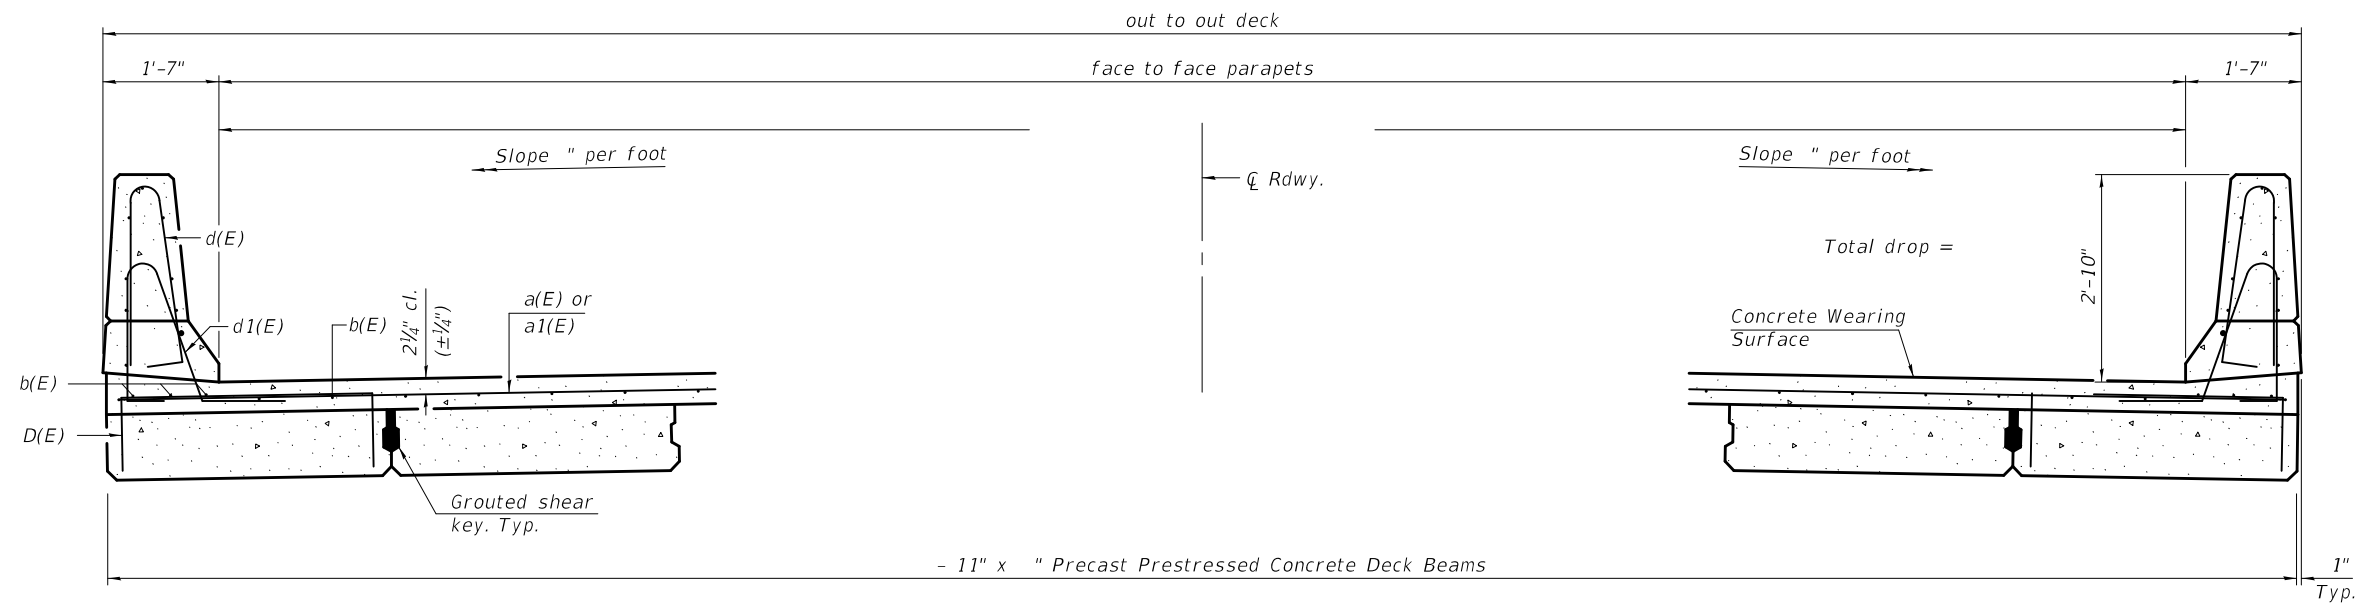 out to out deck
1'-7"
face to face parapets
1'-7"
Slope " per foot
Slope " per foot
℄ Rdwy.
d(E)
Total drop =
2'-10"
d1(E)
b(E)
2¼" cl.
(±¼")
a(E) or
a1(E)
Concrete Wearing
Surface
b(E)
D(E)
Grouted shear
key. Typ.
- 11" x " Precast Prestressed Concrete Deck Beams
1"
Typ.